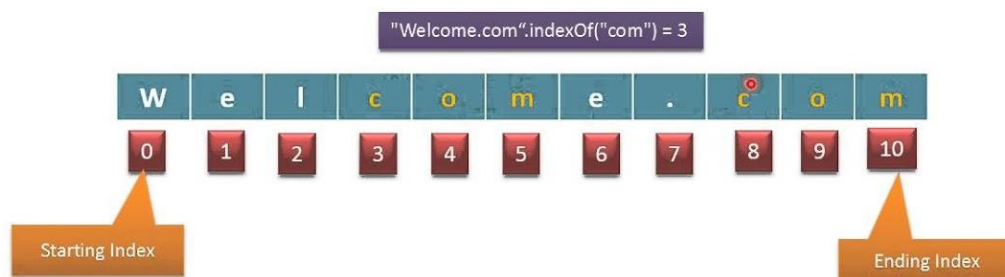 "Welcome.com“.indexOf("com") = 3
W e l c o m e . c o m
0 1 2 3 4 5 6 7 8 9 10
Starting Index
Ending Index